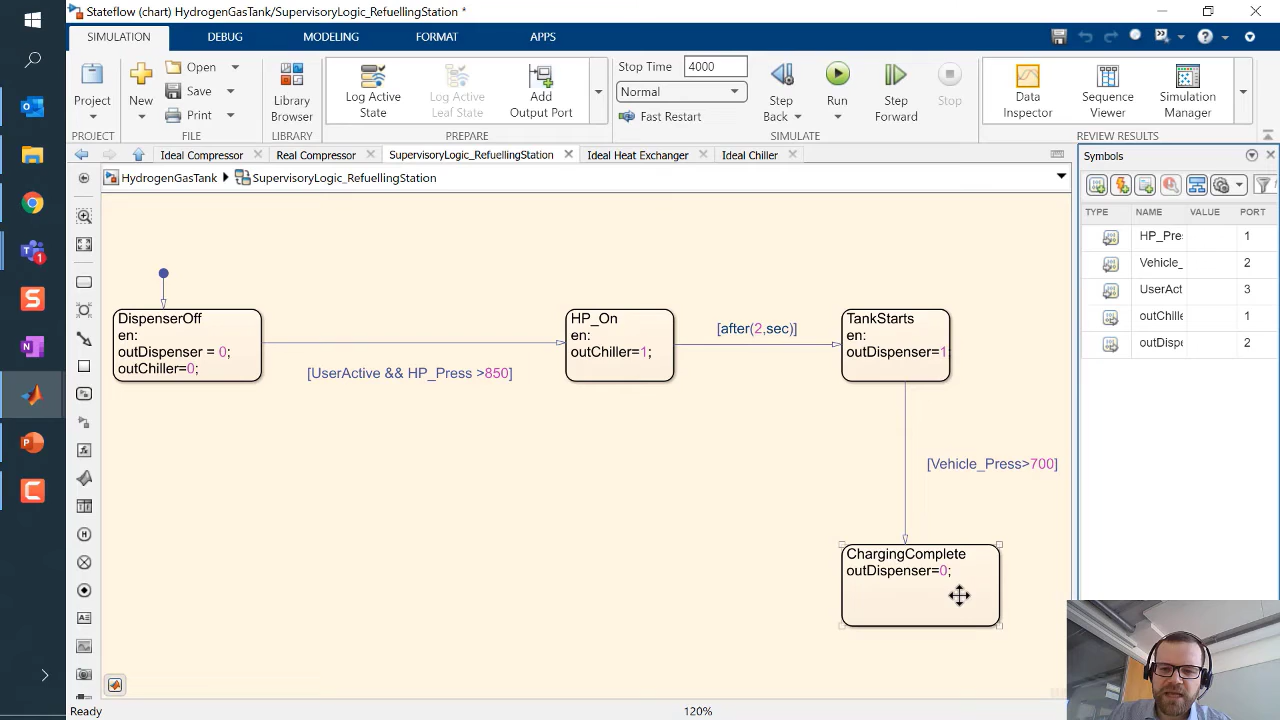 Stateflow (chart) HydrogenGasTank/SupervisoryLogic_RefuellingStation *
SIMULATION
DEBUG
MODELING
FORMAT
APPS
Project
New
Open
Save
Print
Library
Browser
Log Active
State
Log Active
Leaf State
Add
Output Port
Stop Time
4000
Normal
Fast Restart
Step
Back
Run
Step
Forward
Stop
Data
Inspector
Sequence
Viewer
Simulation
Manager
PROJECT
FILE
LIBRARY
PREPARE
SIMULATE
REVIEW RESULTS
Ideal Compressor
Real Compressor
SupervisoryLogic_RefuellingStation
Ideal Heat Exchanger
Ideal Chiller
HydrogenGasTank
SupervisoryLogic_RefuellingStation
Symbols
TYPE NAME VALUE PORT
HP_Pre 1
Vehicle_ 2
UserAct 3
outChille 1
outDispe 2
DispenserOff
en:
outDispenser = 0;
outChiller=0;
[UserActive && HP_Press >850]
HP_On
en:
outChiller=1;
[after(2,sec)]
TankStarts
en:
outDispenser=1
[Vehicle_Press>700]
ChargingComplete
outDispenser=0;
Ready
120%